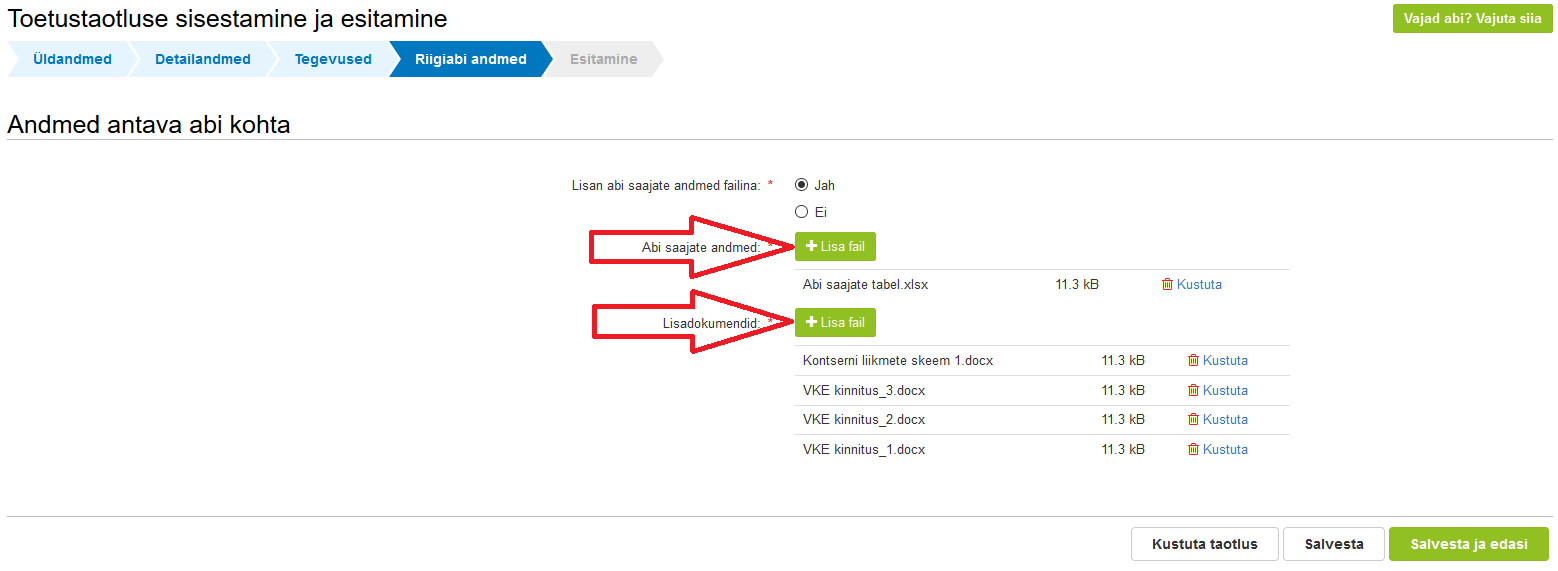 Toetustaotluse sisestamine ja esitamine
Vajad abi? Vajuta siia
Üldandmed Detailandmed Tegevused Riigiabi andmed Esitamine
Andmed antava abi kohta
Lisan abi saajate andmed failina: * Jah
Ei
Abi saajate andmed: * Lisa fail
Abi saajate tabel.xlsx 11.3 kB Kustuta
Lisadokumendid: * Lisa fail
Kontserni liikmete skeem 1.docx 11.3 kB Kustuta
VKE kinnitus_3.docx 11.3 kB Kustuta
VKE kinnitus_2.docx 11.3 kB Kustuta
VKE kinnitus_1.docx 11.3 kB Kustuta
Kustuta taotlus Salvesta Salvesta ja edasi